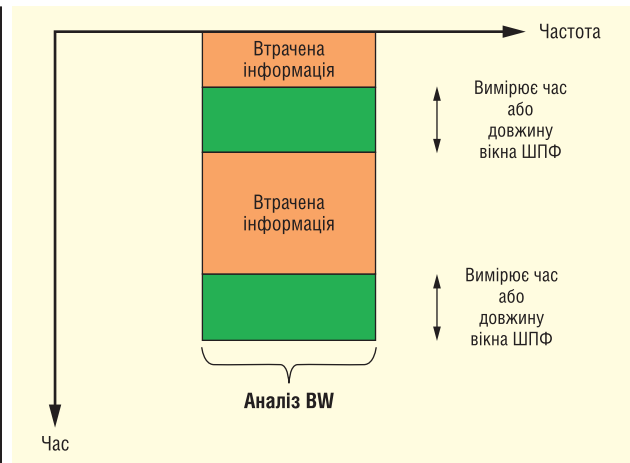 Частота
Втрачена
інформація
Вимірює час
або
довжину
вікна ШПФ
Втрачена
інформація
Вимірює час
або
довжину
вікна ШПФ
Аналіз BW
Час